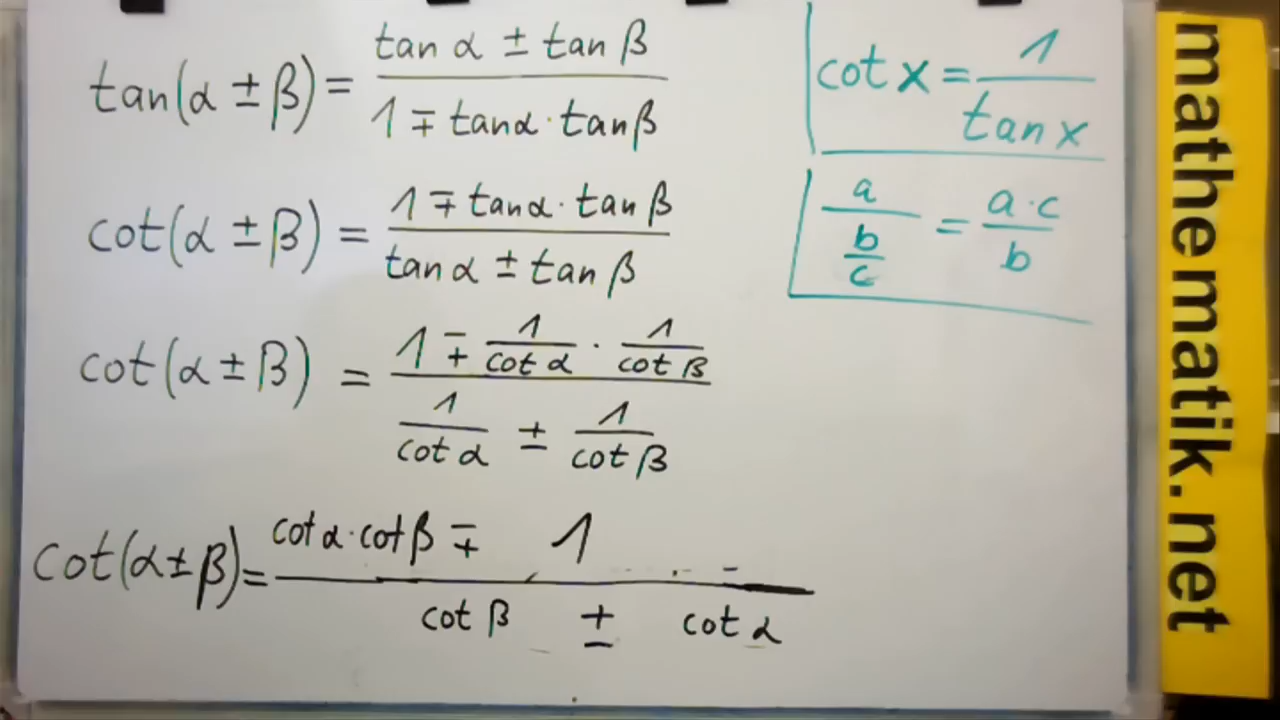 tan(α ± β) = (tan α ± tan β) / (1 ∓ tan α · tan β)
cot(α ± β) = (1 ∓ tan α · tan β) / (tan α ± tan β)
cot(α ± β) = (1 ∓ 1/cot α · 1/cot β) / (1/cot α ± 1/cot β)
cot(α ± β) = (cot α · cot β ∓ 1) / (cot β ± cot α)
cot x = 1 / tan x
a / (b/c) = a · c / b
mathematik.net